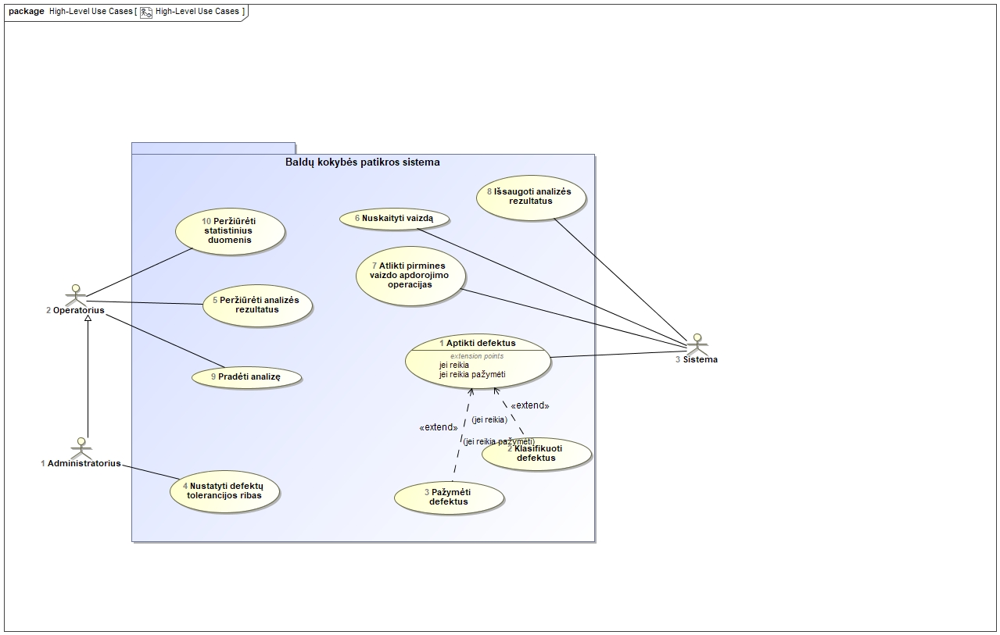 package High-Level Use Cases [ High-Level Use Cases ]
Baldų kokybės patikros sistema
8 Išsaugoti analizės
rezultatus
10 Peržiūrėti
statistinius
duomenis
6 Nuskaityti vaizdą
7 Atlikti pirmines
vaizdo apdorojimo
operacijas
2 Operatorius
5 Peržiūrėti analizės
rezultatus
1 Aptikti defektus
extension points
jei reikia
jei reikia pažymėti
3 Sistema
9 Pradėti analizę
«extend»
(jei reikia)
«extend»
(jei reikia pažymėti)
2 Klasifikuoti
defektus
1 Administratorius
4 Nustatyti defektų
tolerancijos ribas
3 Pažymėti
defektus